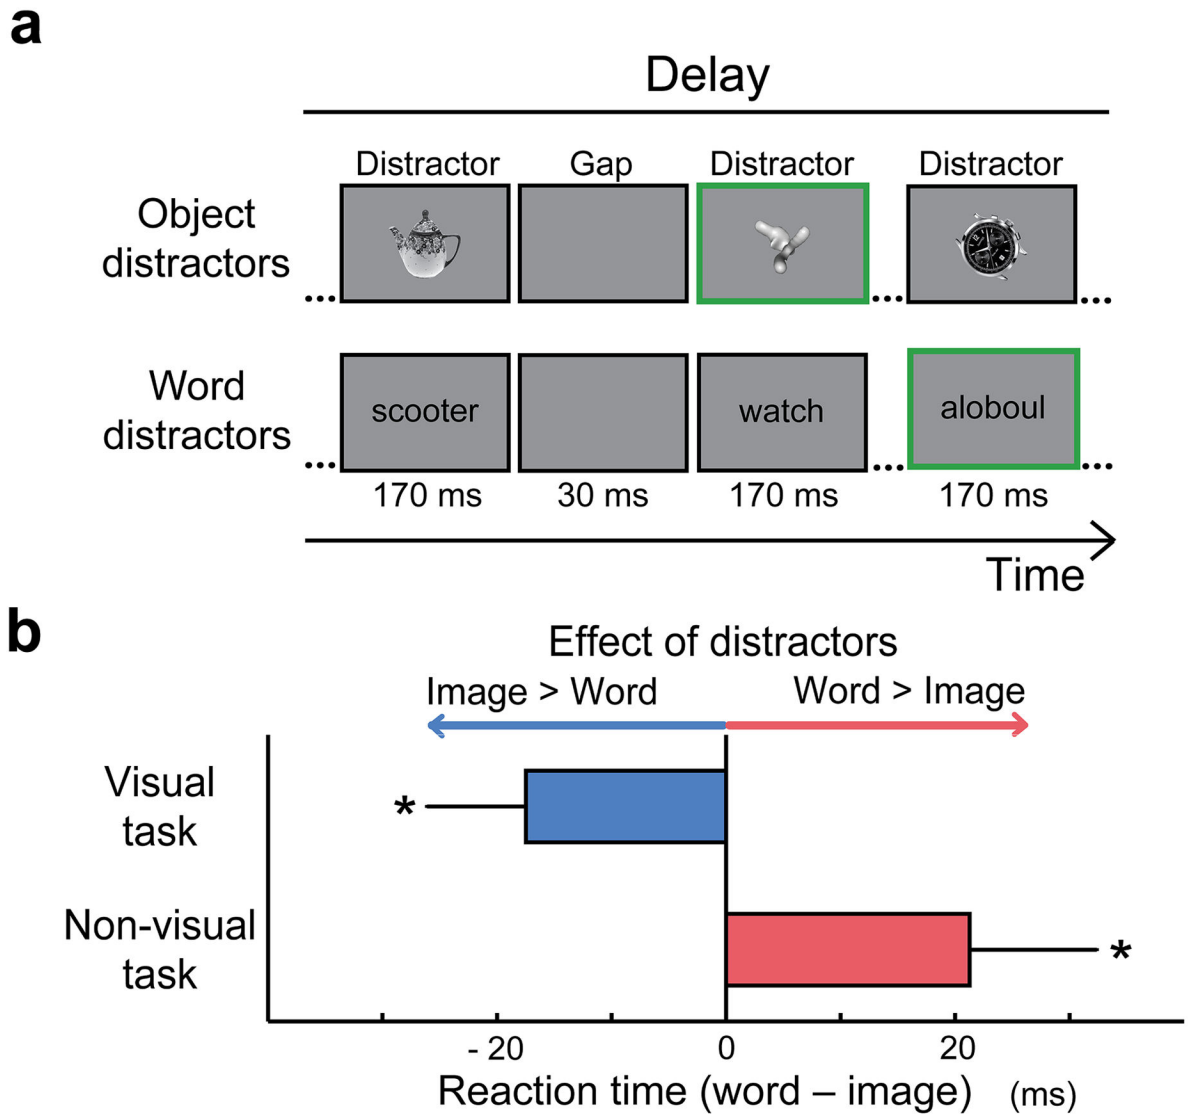 a
Delay
Distractor Gap Distractor Distractor
Object
distractors
... ... ...
Word
distractors
scooter watch aloboul
... ... ...
170 ms 30 ms 170 ms 170 ms
Time
b
Effect of distractors
Image > Word Word > Image
Visual
task
*
Non-visual
task
*
- 20 0 20
Reaction time (word – image) (ms)